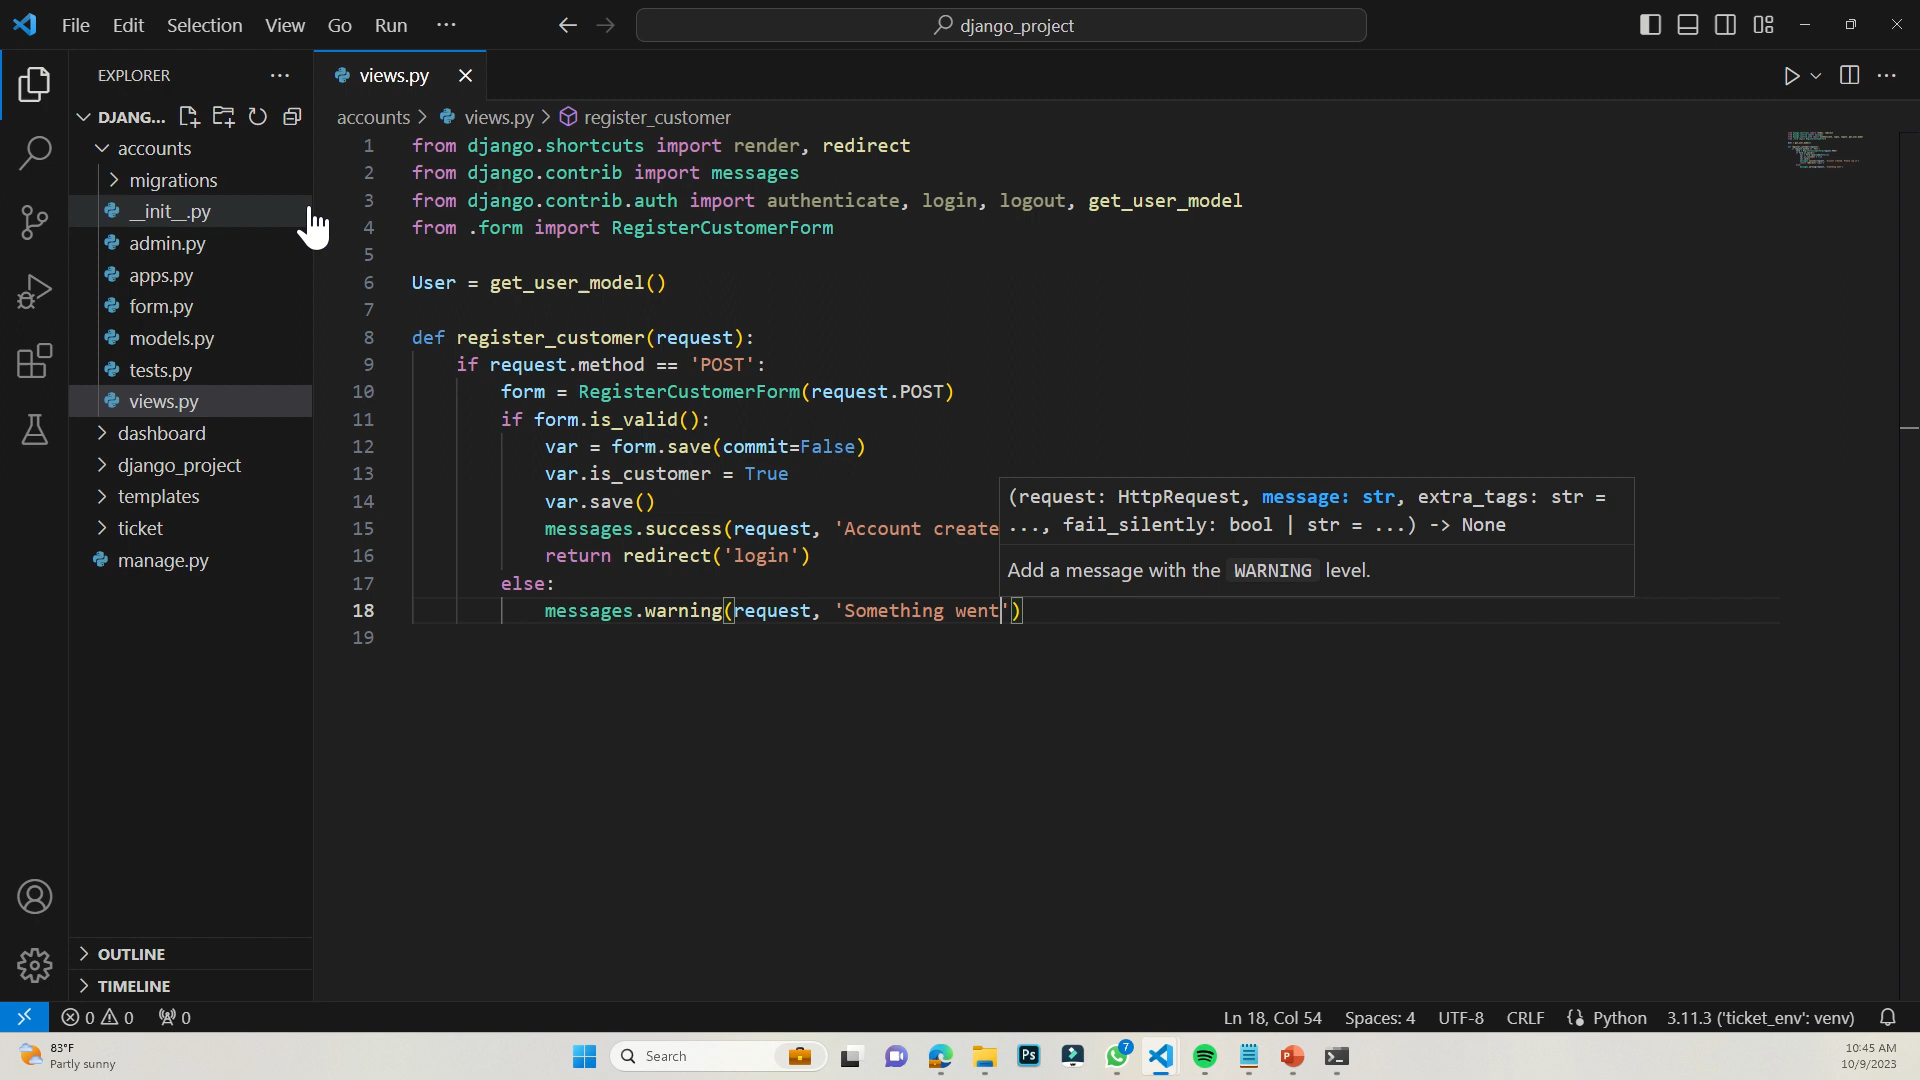 File Edit Selection View Go Run ···
django_project
EXPLORER ···
DJANG...
accounts
migrations
__init__.py
admin.py
apps.py
form.py
models.py
tests.py
views.py
dashboard
django_project
templates
ticket
manage.py
OUTLINE
TIMELINE
views.py
accounts > views.py > register_customer
1 from django.shortcuts import render, redirect
2 from django.contrib import messages
3 from django.contrib.auth import authenticate, login, logout, get_user_model
4 from .form import RegisterCustomerForm
5
6 User = get_user_model()
7
8 def register_customer(request):
9 if request.method == 'POST':
10 form = RegisterCustomerForm(request.POST)
11 if form.is_valid():
12 var = form.save(commit=False)
13 var.is_customer = True
14 var.save()
15 messages.success(request, 'Account create
16 return redirect('login')
17 else:
18 messages.warning(request, 'Something went')
19
(request: HttpRequest, message: str, extra_tags: str =
..., fail_silently: bool | str = ...) -> None
Add a message with the WARNING level.
0 0 0 Ln 18, Col 54 Spaces: 4 UTF-8 CRLF Python 3.11.3 ('ticket_env': venv)
83°F
Partly sunny
Search
Ps
7
10:45 AM
10/9/2023